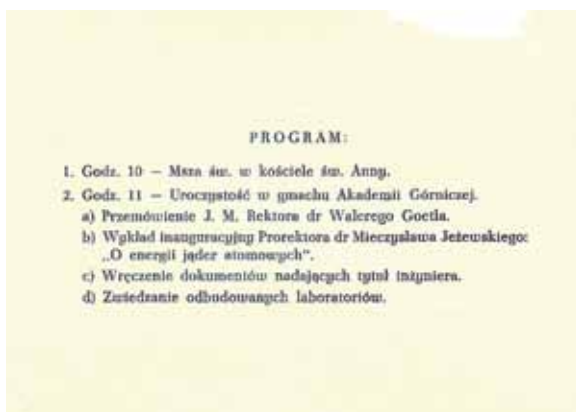 PROGRAM:
1. Godz. 10 — Msza św. w kościele św. Anny.
2. Godz. 11 — Uroczystość w gmachu Akademii Górniczej.
a) Przemówienie J. M. Rektora dr Walerego Goetla.
b) Wykład inauguracyjny Prorektora dr Mieczysława Jeżewskiego:
„O energii jąder atomowych“.
c) Wręczenie dokumentów nadających tytuł inżyniera.
d) Zwiedzanie odbudowanych laboratoriów.